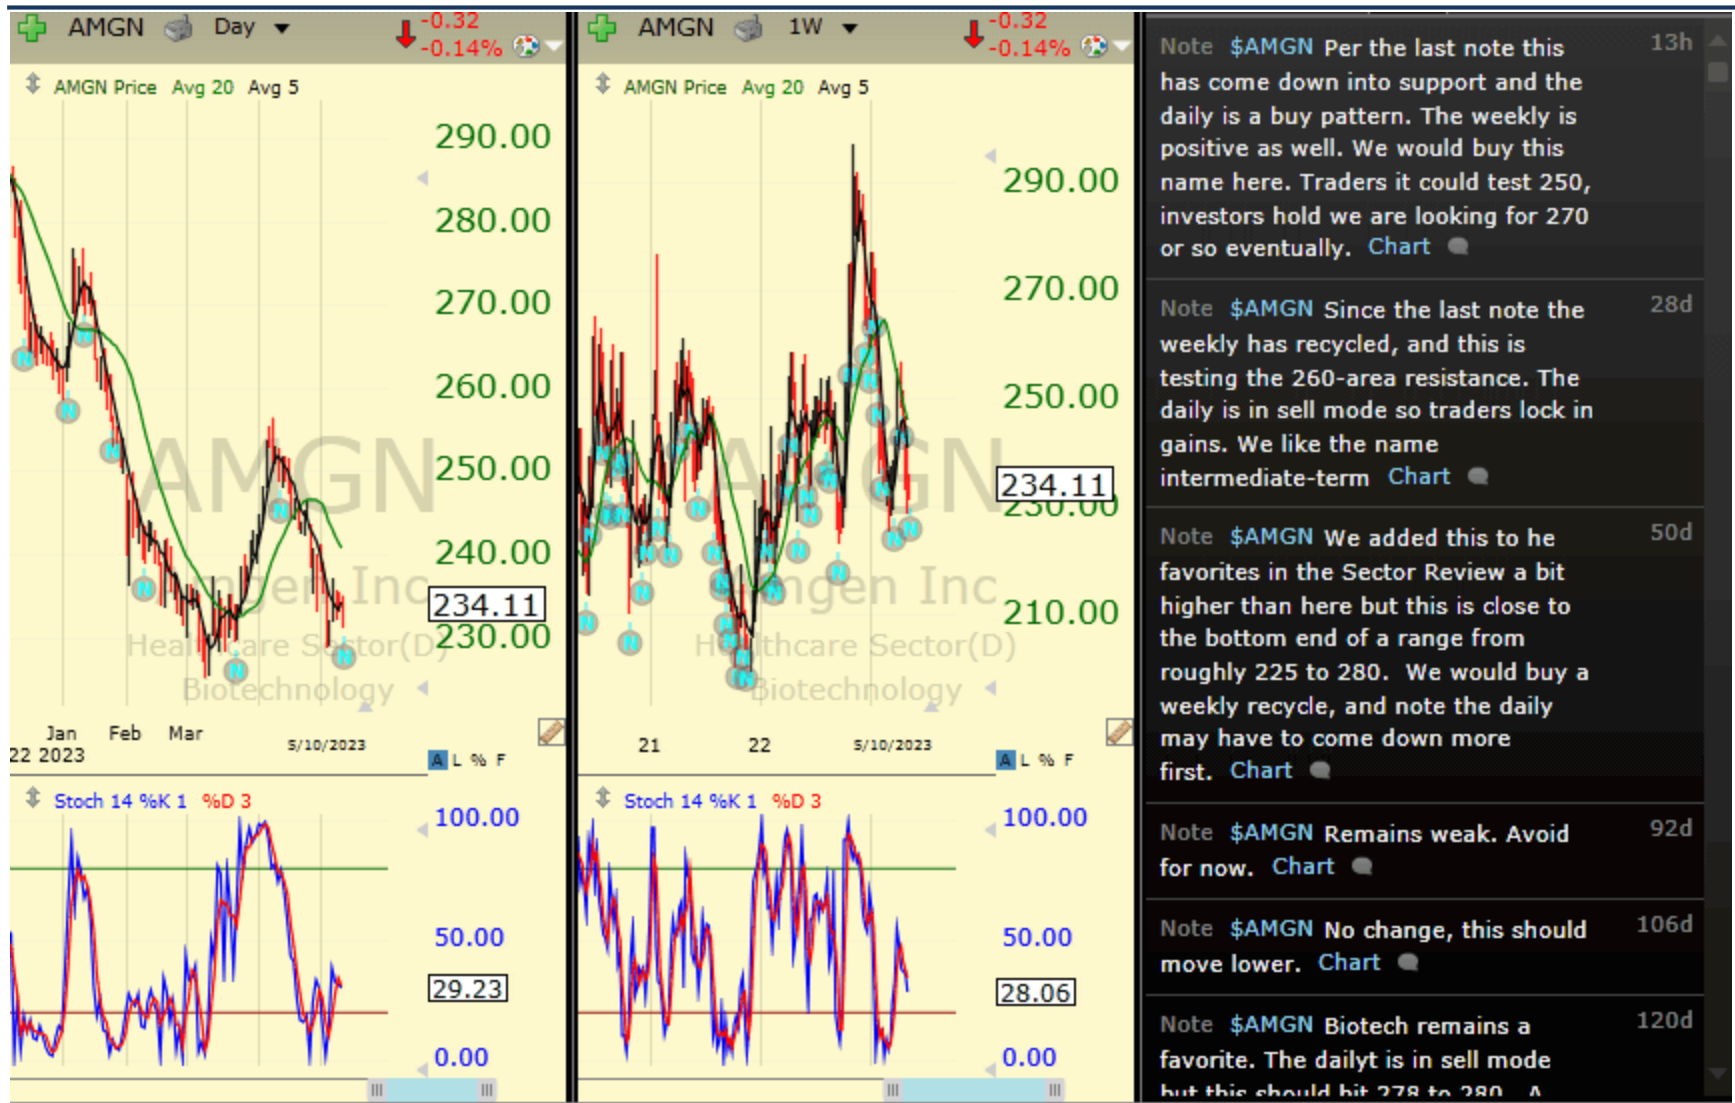 AMGN Day -0.32
-0.14%
AMGN Price Avg 20 Avg 5
290.00
280.00
270.00
260.00
250.00
240.00
234.11
230.00
AMGN
Amgen Inc
Healthcare Sector(D)
Biotechnology
Jan Feb Mar 5/10/2023
22 2023
A L % F
Stoch 14 %K 1 %D 3
100.00
50.00
29.23
0.00
AMGN 1W -0.32
-0.14%
AMGN Price Avg 20 Avg 5
290.00
270.00
250.00
234.11
230.00
210.00
AMGN
Amgen Inc
Healthcare Sector(D)
Biotechnology
21 22 5/10/2023
A L % F
Stoch 14 %K 1 %D 3
100.00
50.00
28.06
0.00
Note $AMGN Per the last note this 13h
has come down into support and the
daily is a buy pattern. The weekly is
positive as well. We would buy this
name here. Traders it could test 250,
investors hold we are looking for 270
or so eventually. Chart
Note $AMGN Since the last note the 28d
weekly has recycled, and this is
testing the 260-area resistance. The
daily is in sell mode so traders lock in
gains. We like the name
intermediate-term Chart
Note $AMGN We added this to he 50d
favorites in the Sector Review a bit
higher than here but this is close to
the bottom end of a range from
roughly 225 to 280. We would buy a
weekly recycle, and note the daily
may have to come down more
first. Chart
Note $AMGN Remains weak. Avoid 92d
for now. Chart
Note $AMGN No change, this should 106d
move lower. Chart
Note $AMGN Biotech remains a 120d
favorite. The dailyt is in sell mode
but this should hit 278 to 280. A